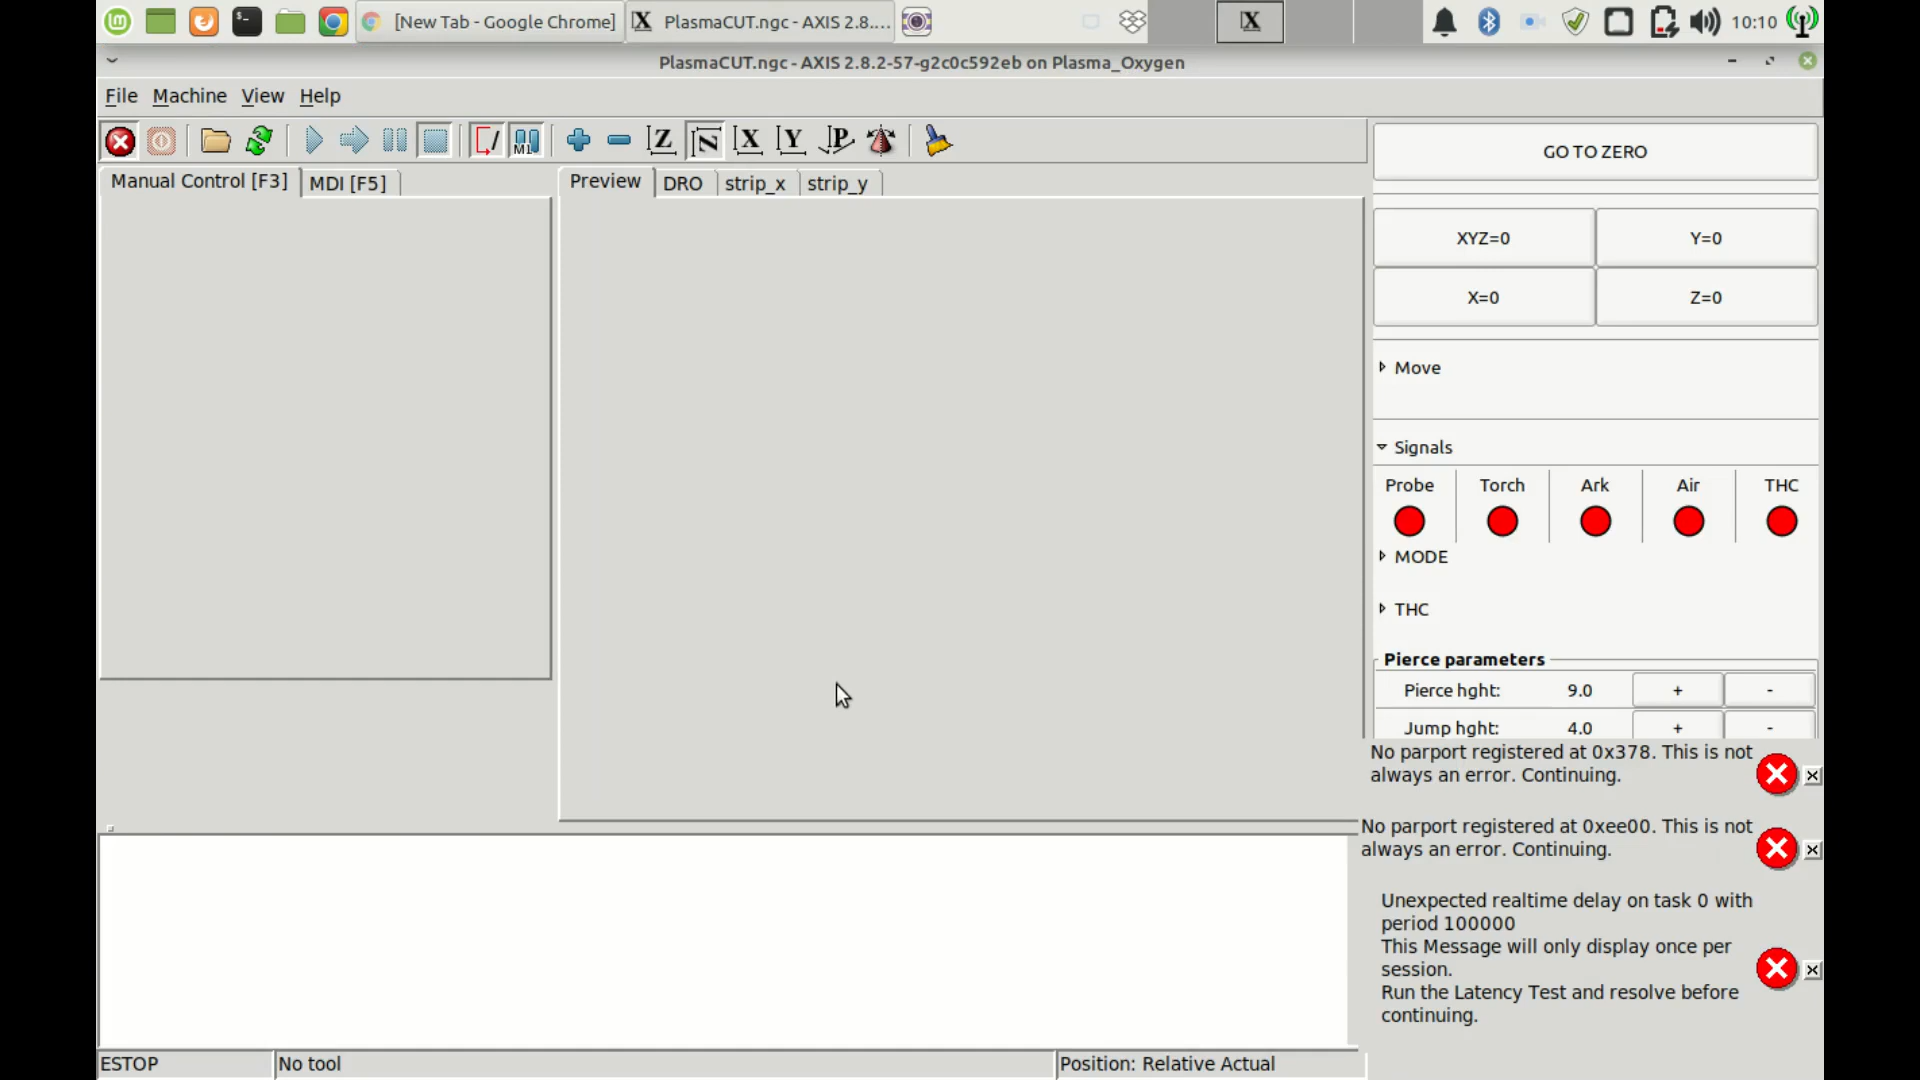 [New Tab - Google Chrome]
PlasmaCUT.ngc - AXIS 2.8....
10:10
PlasmaCUT.ngc - AXIS 2.8.2-57-g2c0c592eb on Plasma_Oxygen
File Machine View Help
M1 Z N X Y P
GO TO ZERO
Manual Control [F3] MDI [F5]
Preview DRO strip_x strip_y
XYZ=0 Y=0
X=0 Z=0
Move
Signals
Probe Torch Ark Air THC
MODE
THC
Pierce parameters
Pierce hght: 9.0 + -
Jump hght: 4.0 + -
No parport registered at 0x378. This is not
always an error. Continuing.
No parport registered at 0xee00. This is not
always an error. Continuing.
Unexpected realtime delay on task 0 with
period 100000
This Message will only display once per
session.
Run the Latency Test and resolve before
continuing.
ESTOP No tool Position: Relative Actual